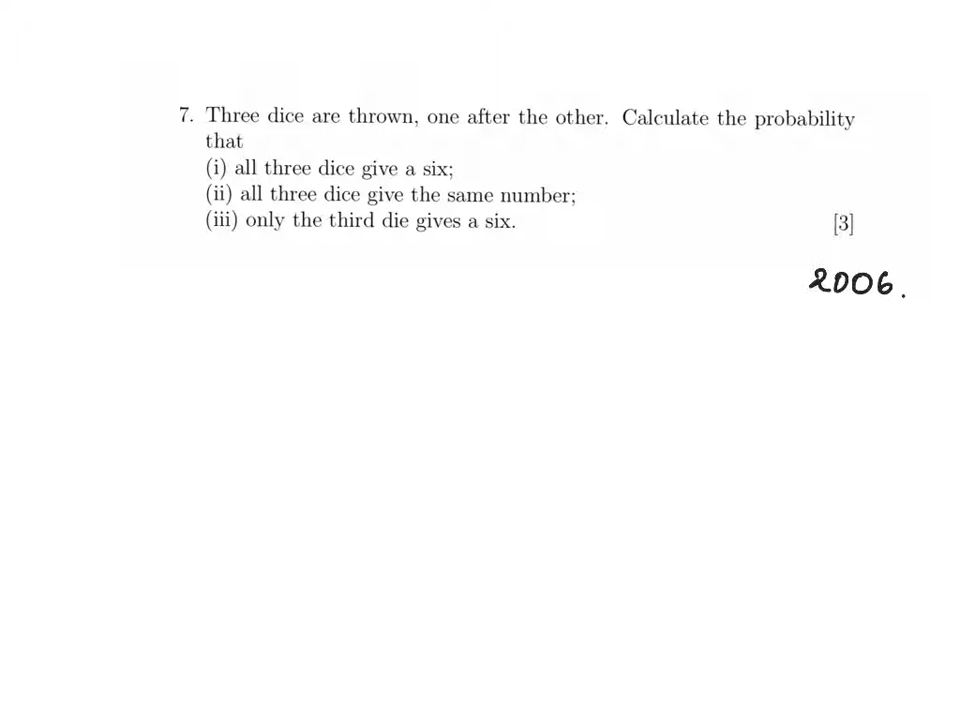 7. Three dice are thrown, one after the other. Calculate the probability
that
(i) all three dice give a six;
(ii) all three dice give the same number;
(iii) only the third die gives a six. [3]
2006.